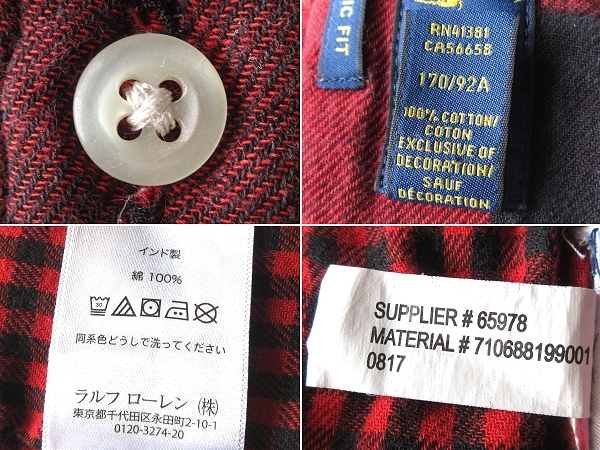 IC FIT
RN41381
CA56658
170/92A
100% COTTON/
COTON
EXCLUSIVE OF
DECORATION/
SAUF
DÉCORATION
インド製
綿 100%
30
同系色どうしで洗ってください
ラルフ ローレン (株)
東京都千代田区永田町2-10-1
0120-3274-20
SUPPLIER # 65978
MATERIAL # 710688199001
0817